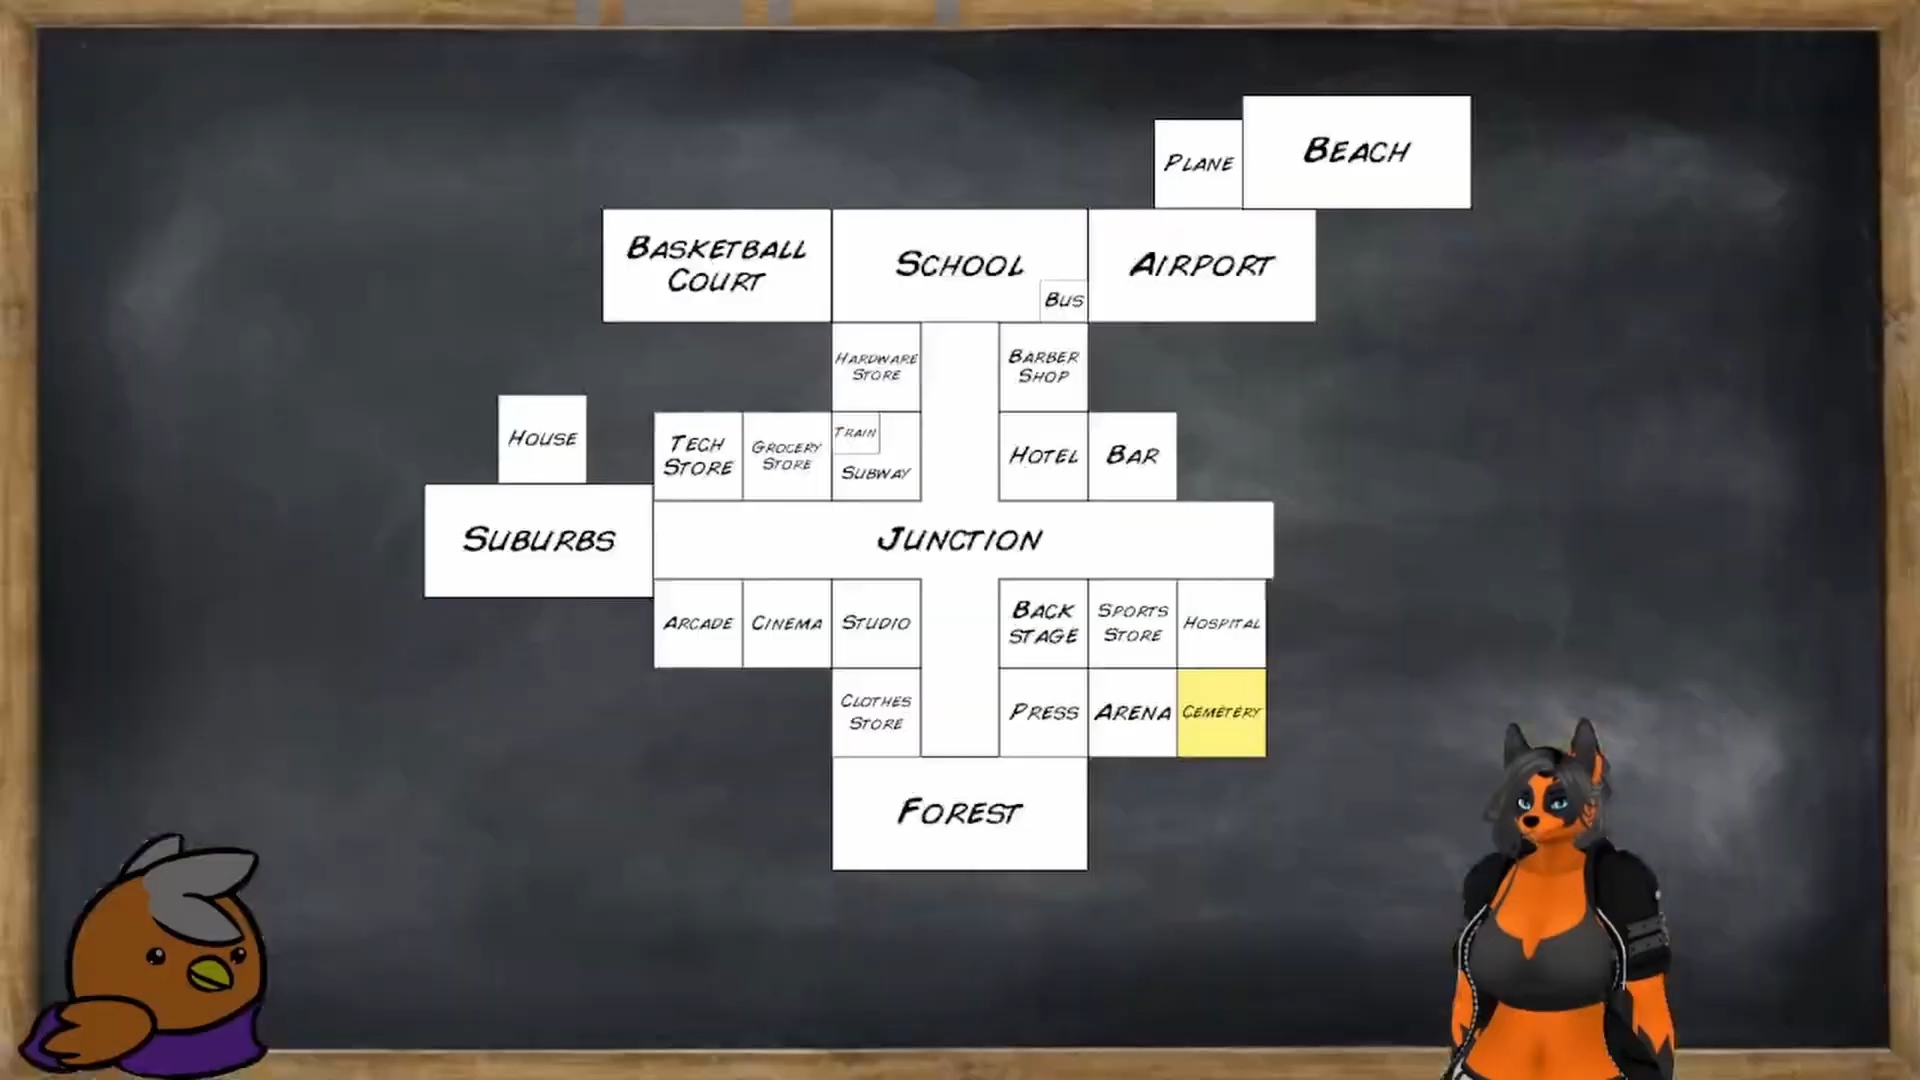 PLANE
BEACH
BASKETBALL
COURT
SCHOOL
BUS
AIRPORT
HARDWARE
STORE
BARBER
SHOP
HOUSE
TECH
STORE
GROCERY
STORE
TRAIN
SUBWAY
HOTEL
BAR
SUBURBS
JUNCTION
ARCADE
CINEMA
STUDIO
BACK
STAGE
SPORTS
STORE
HOSPITAL
CLOTHES
STORE
PRESS
ARENA
CEMETERY
FOREST